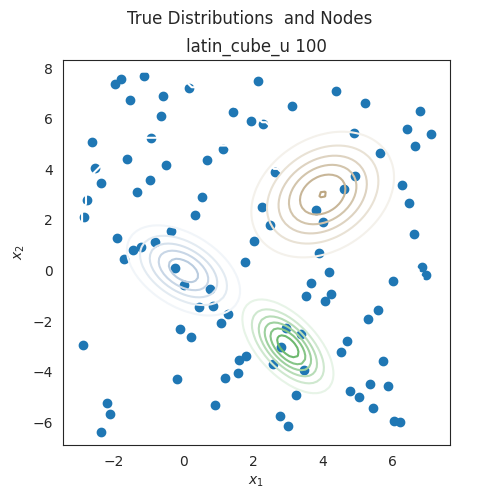 True Distributions and Nodes
latin_cube_u 100
8
6
4
2
0
−2
−4
−6
x₂
−2 0 2 4 6
x₁